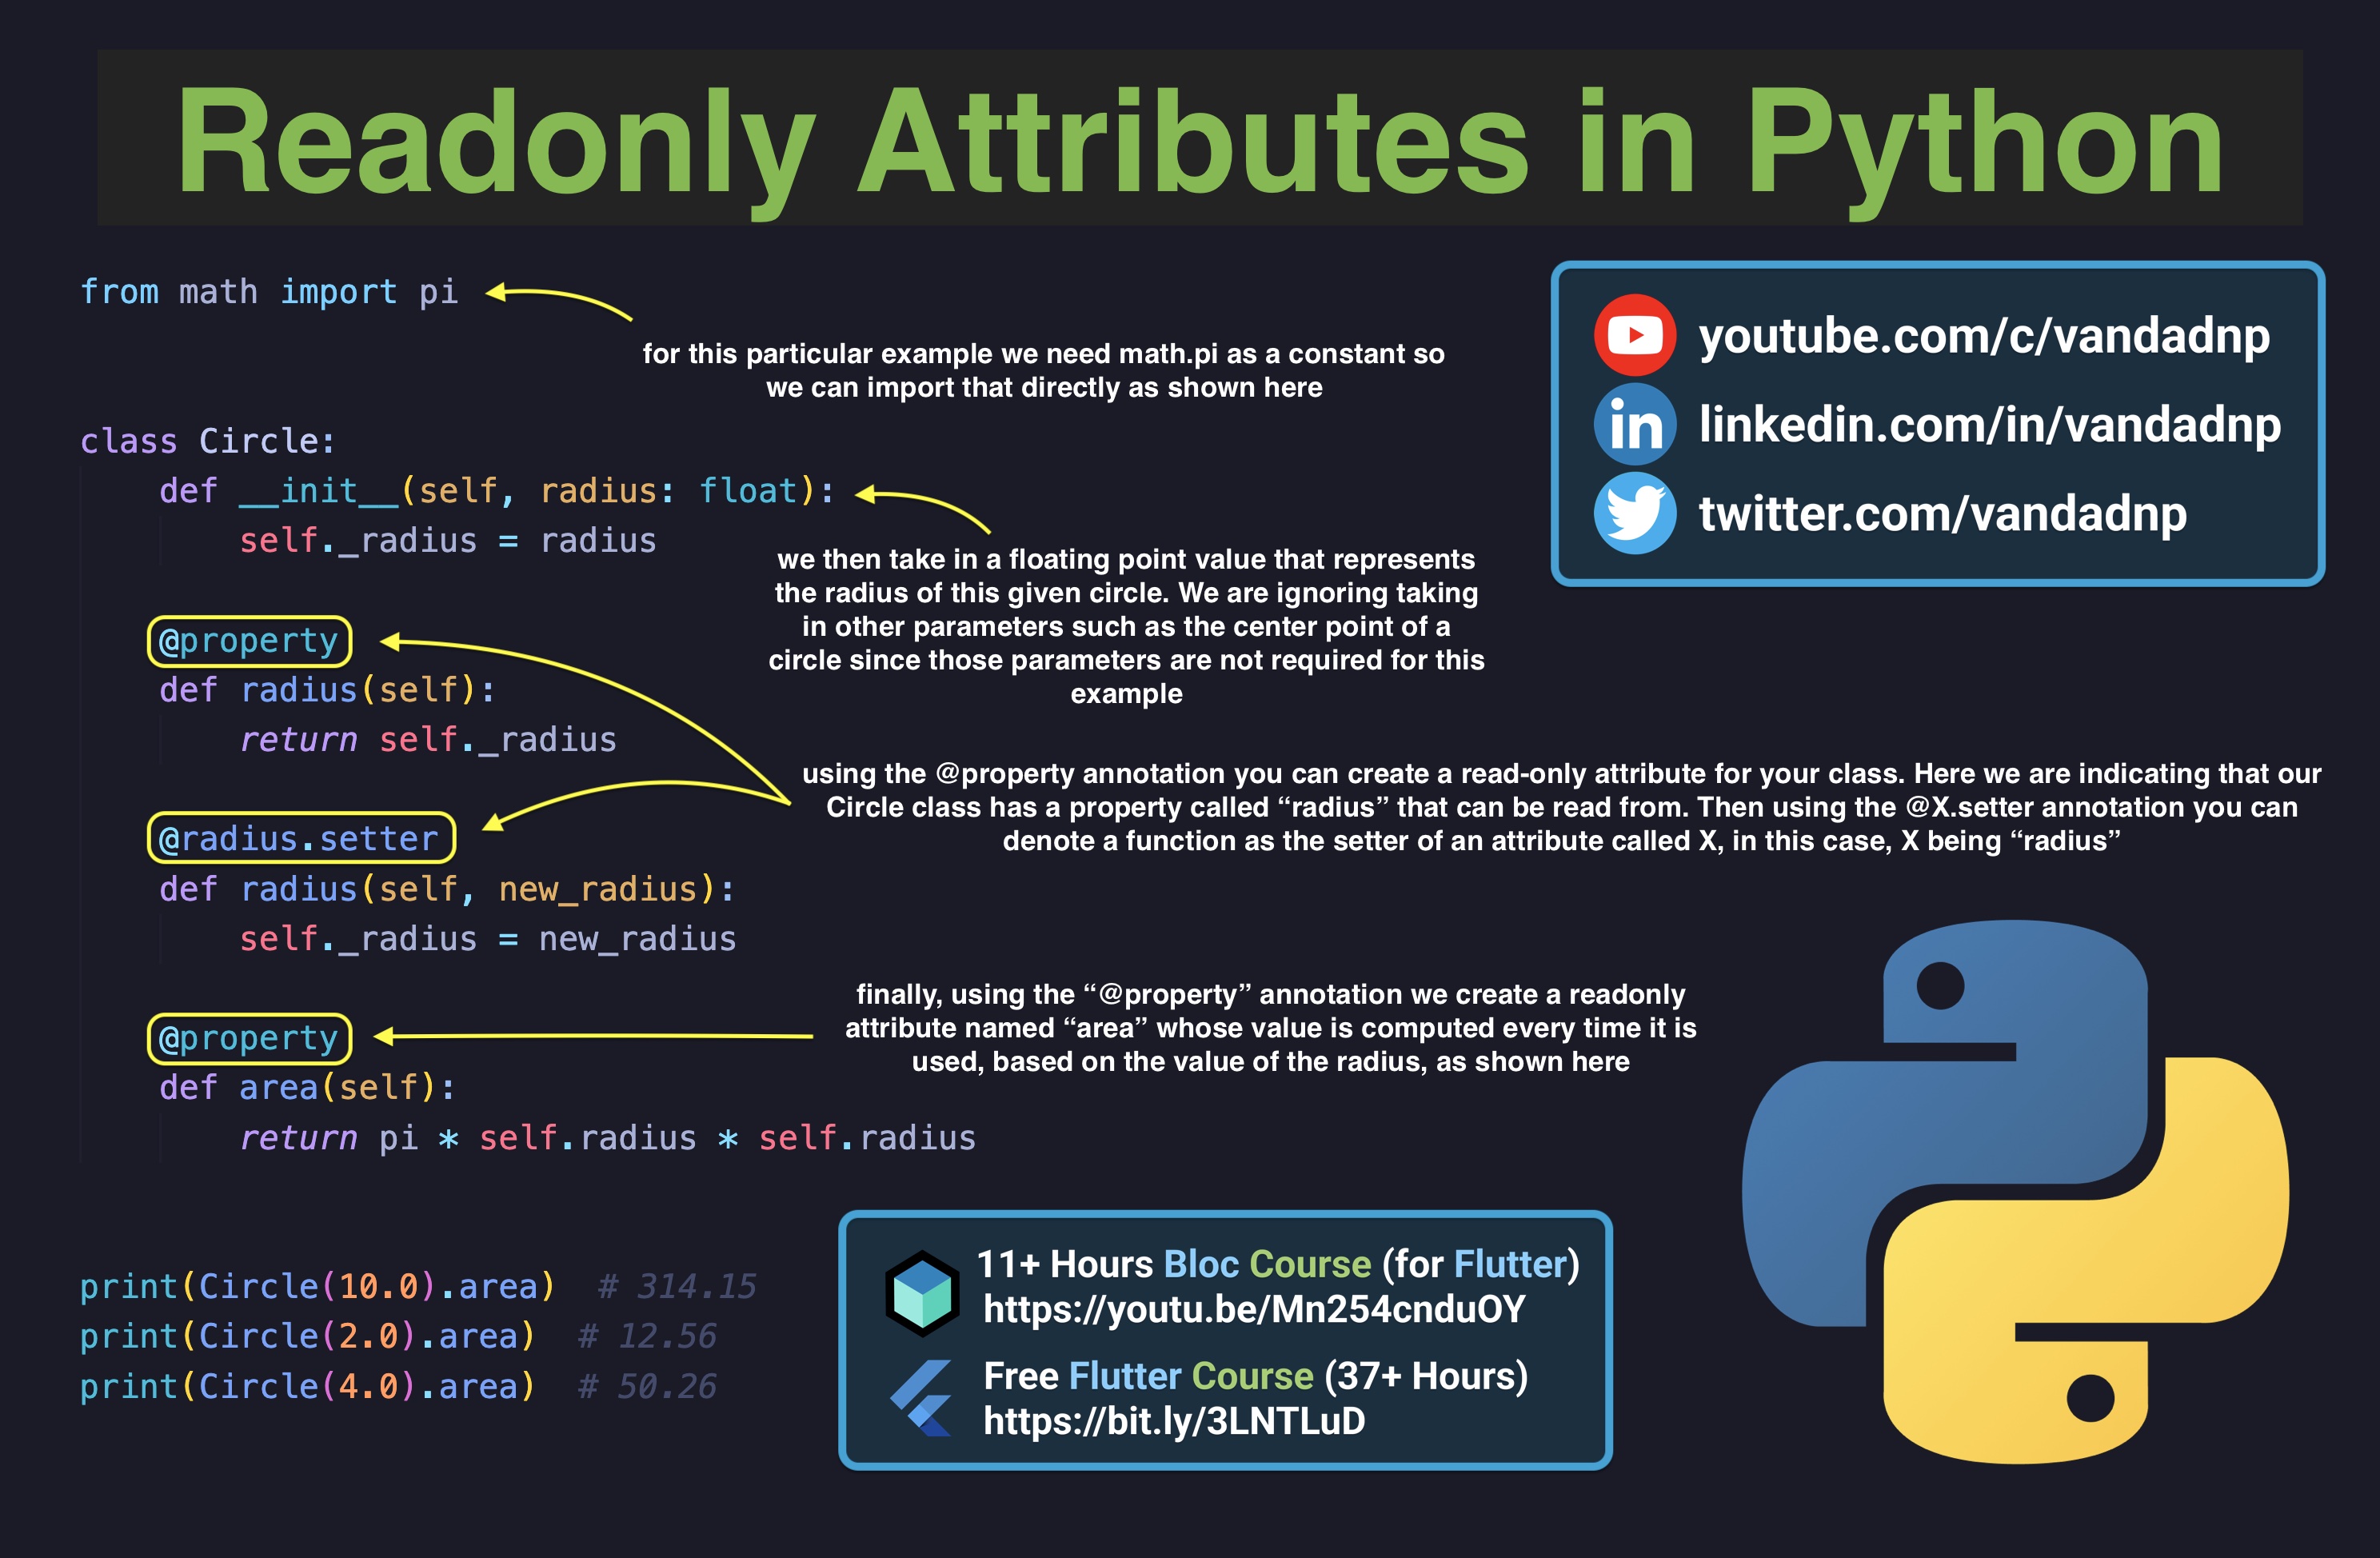 Readonly Attributes in Python
from math import pi
for this particular example we need math.pi as a constant so
we can import that directly as shown here
youtube.com/c/vandadnp
linkedin.com/in/vandadnp
twitter.com/vandadnp
class Circle:
    def __init__(self, radius: float):
        self._radius = radius
we then take in a floating point value that represents
the radius of this given circle. We are ignoring taking
in other parameters such as the center point of a
circle since those parameters are not required for this
example
    @property
    def radius(self):
        return self._radius
using the @property annotation you can create a read-only attribute for your class. Here we are indicating that our
Circle class has a property called “radius” that can be read from. Then using the @X.setter annotation you can
denote a function as the setter of an attribute called X, in this case, X being “radius”
    @radius.setter
    def radius(self, new_radius):
        self._radius = new_radius
finally, using the “@property” annotation we create a readonly
attribute named “area” whose value is computed every time it is
used, based on the value of the radius, as shown here
    @property
    def area(self):
        return pi * self.radius * self.radius
print(Circle(10.0).area)  # 314.15
print(Circle(2.0).area)  # 12.56
print(Circle(4.0).area)  # 50.26
11+ Hours Bloc Course (for Flutter)
https://youtu.be/Mn254cnduOY
Free Flutter Course (37+ Hours)
https://bit.ly/3LNTLuD